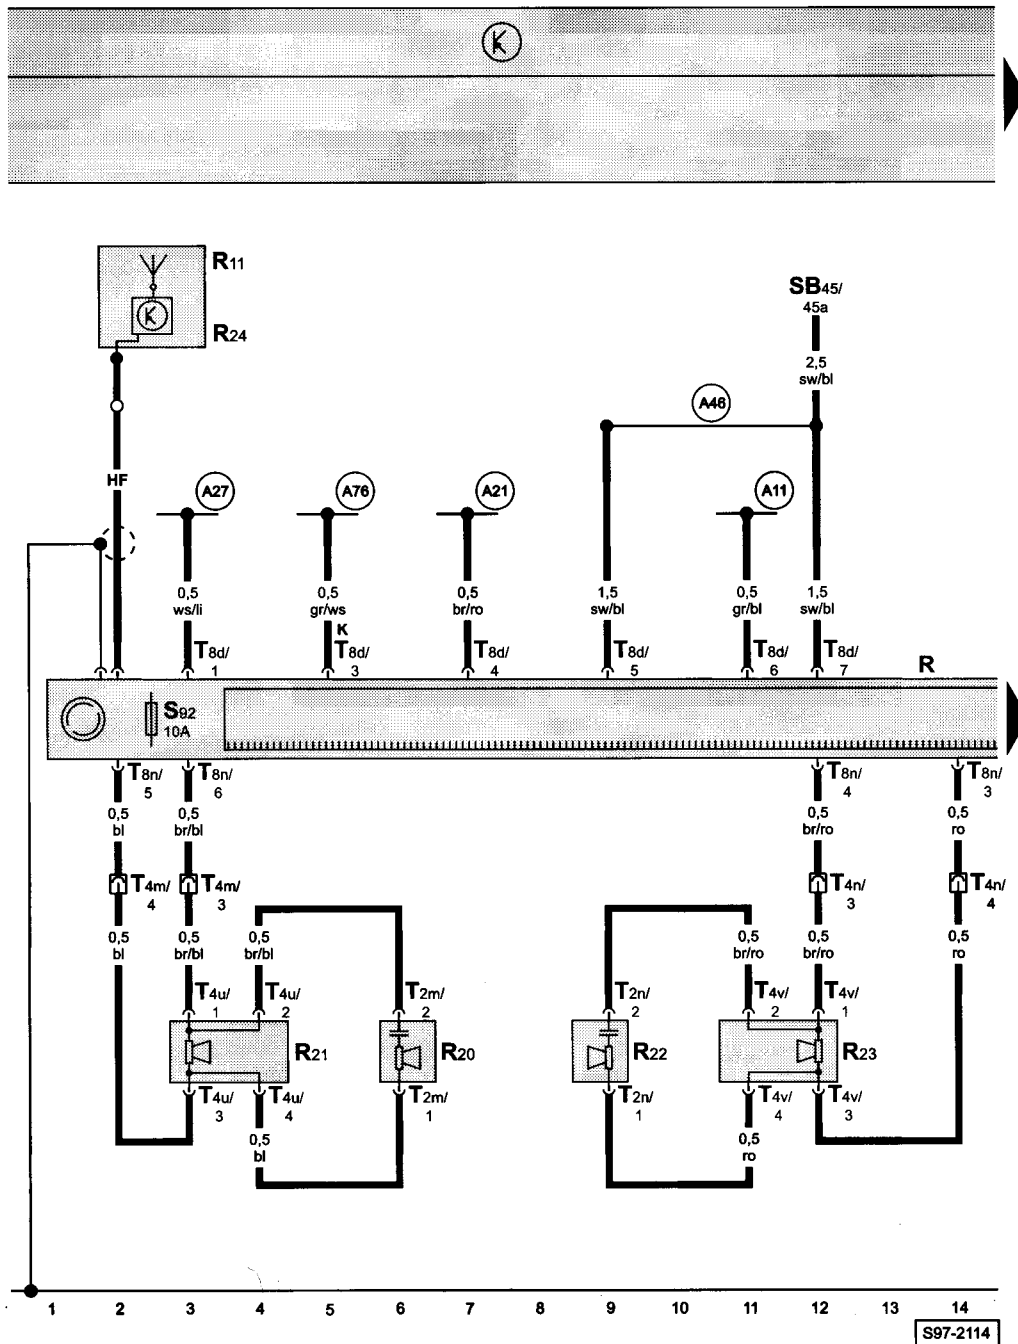 R11
R24
SB45/
45a
2,5
sw/bl
A46
HF
A27
A76
A21
A11
0,5
ws/li
0,5
gr/ws
K
0,5
br/ro
1,5
sw/bl
0,5
gr/bl
1,5
sw/bl
T8d/
1
T8d/
3
T8d/
4
T8d/
5
T8d/
6
T8d/
7
R
S92
10A
T8n/
5
T8n/
6
T8n/
4
T8n/
3
0,5
bl
0,5
br/bl
0,5
br/ro
0,5
ro
T4m/
4
T4m/
3
T4n/
3
T4n/
4
0,5
bl
0,5
br/bl
0,5
br/bl
0,5
br/ro
0,5
br/ro
0,5
ro
T4u/
1
T4u/
2
T2m/
2
T2n/
2
T4v/
2
T4v/
1
R21
R20
R22
R23
T4u/
3
T4u/
4
T2m/
1
T2n/
1
T4v/
4
T4v/
3
0,5
bl
0,5
ro
1 2 3 4 5 6 7 8 9 10 11 12 13 14
S97-2114